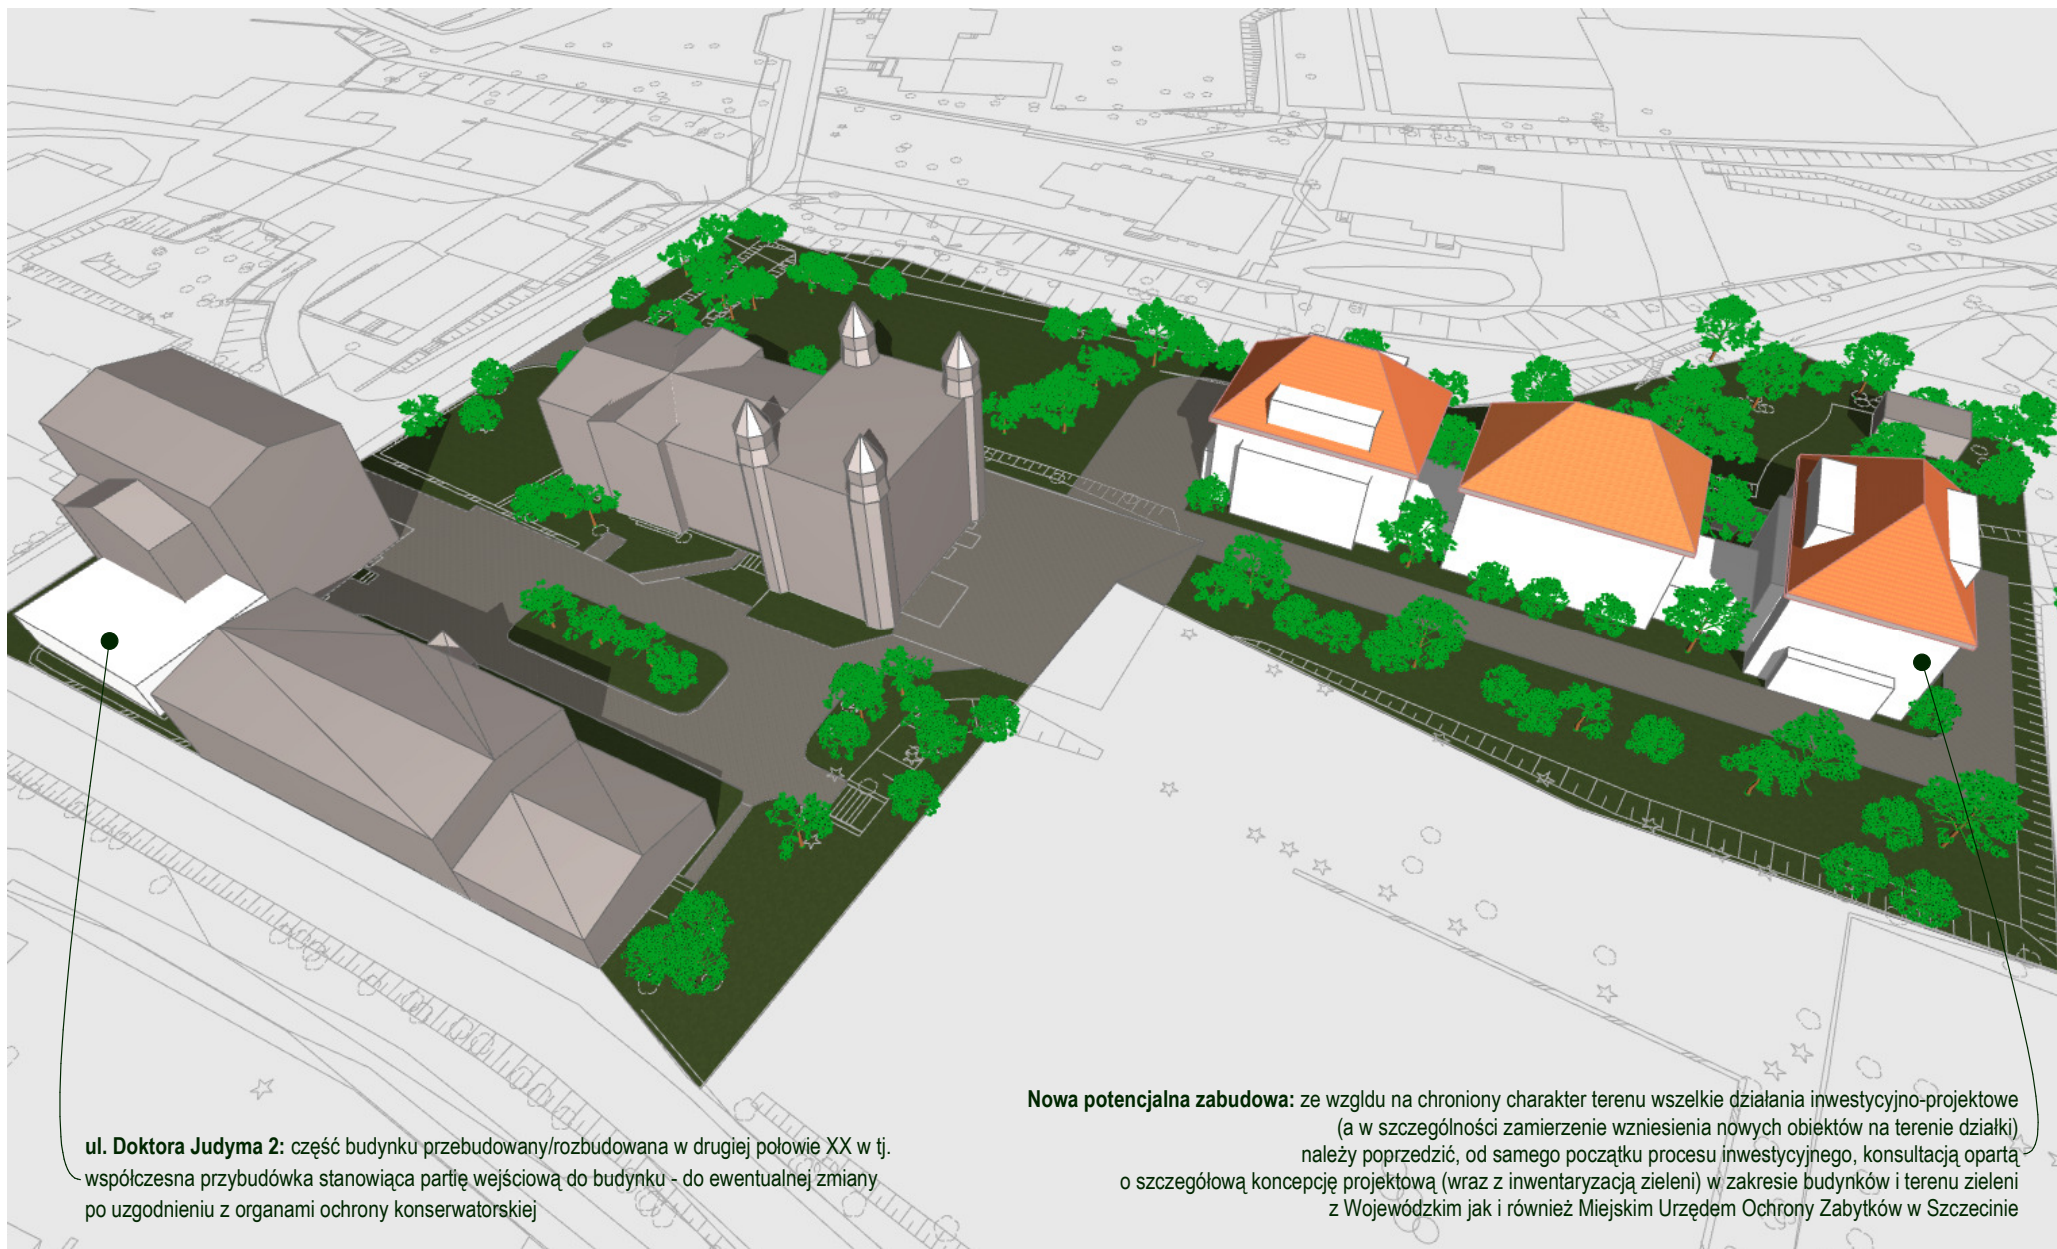 ul. Doktora Judyma 2: część budynku przebudowany/rozbudowana w drugiej połowie XX w tj.
współczesna przybudówka stanowiąca partię wejściową do budynku - do ewentualnej zmiany
po uzgodnieniu z organami ochrony konserwatorskiej
Nowa potencjalna zabudowa: ze wzgldu na chroniony charakter terenu wszelkie działania inwestycyjno-projektowe
(a w szczególności zamierzenie wzniesienia nowych obiektów na terenie działki)
należy poprzedzić, od samego początku procesu inwestycyjnego, konsultacją opartą
o szczegółową koncepcję projektową (wraz z inwentaryzacją zieleni) w zakresie budynków i terenu zieleni
z Wojewódzkim jak i również Miejskim Urzędem Ochrony Zabytków w Szczecinie